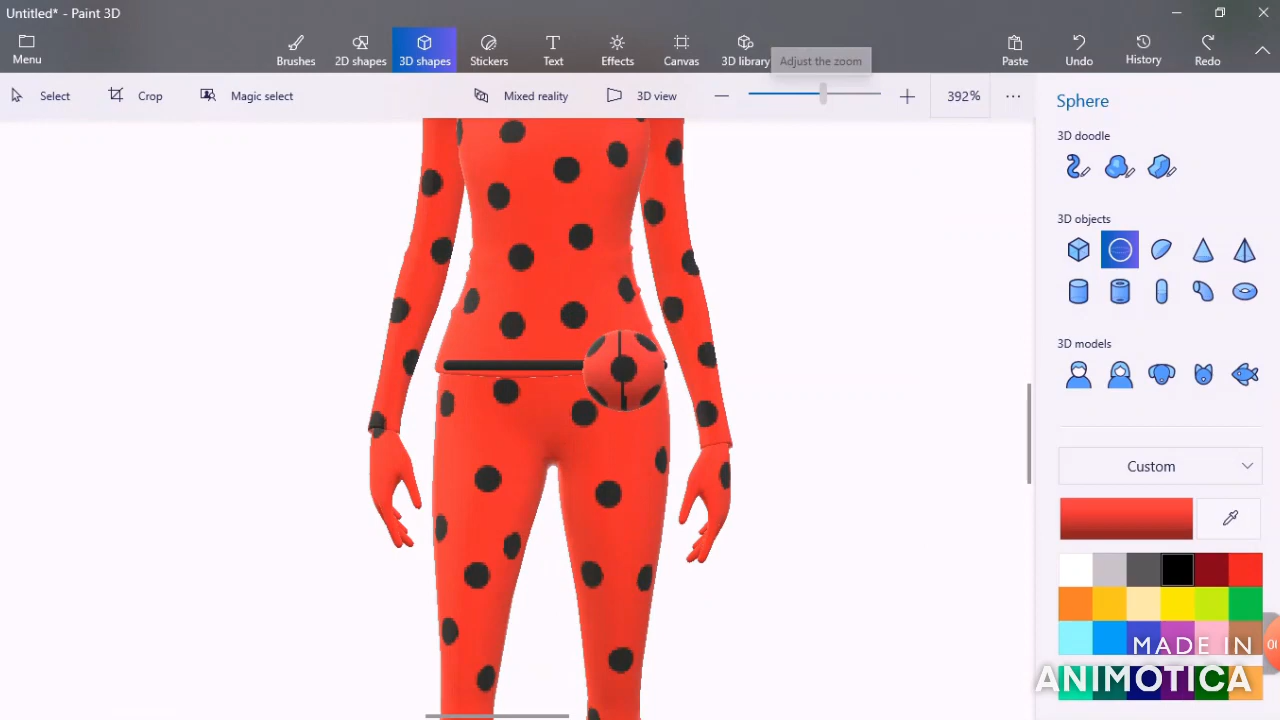 Untitled* - Paint 3D
Menu
Brushes
2D shapes
3D shapes
Stickers
Text
Effects
Canvas
3D library
Adjust the zoom
Paste
Undo
History
Redo
Select
Crop
Magic select
Mixed reality
3D view
392%
Sphere
3D doodle
3D objects
3D models
Custom
MADE IN
ANIMOTICA